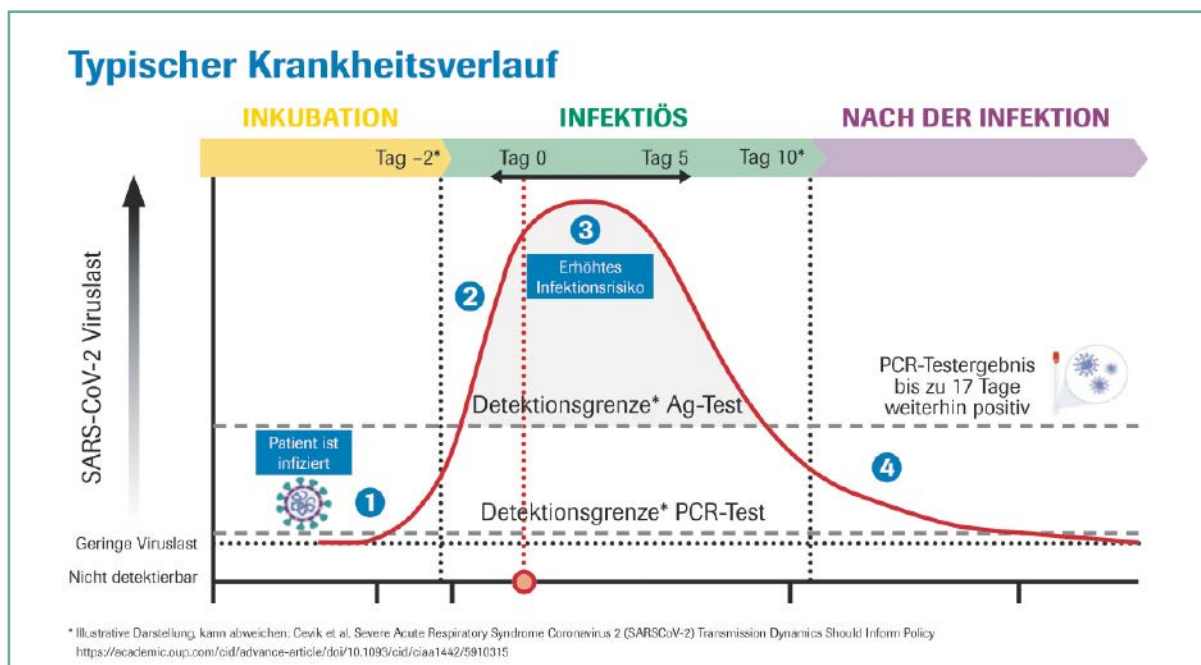 Typischer Krankheitsverlauf
INKUBATION
INFEKTIÖS
NACH DER INFEKTION
Tag –2*
Tag 0
Tag 5
Tag 10*
SARS-CoV-2 Viruslast
3
Erhöhtes
Infektionsrisiko
2
PCR-Testergebnis
bis zu 17 Tage
weiterhin positiv
Detektionsgrenze* Ag-Test
Patient ist
infiziert
4
1
Detektionsgrenze* PCR-Test
Geringe Viruslast
Nicht detektierbar
* Illustrative Darstellung, kann abweichen; Cevik et al. Severe Acute Respiratory Syndrome Coronavirus 2 (SARSCoV-2) Transmission Dynamics Should Inform Policy
https://academic.oup.com/cid/advance-article/doi/10.1093/cid/ciaa1442/5910315